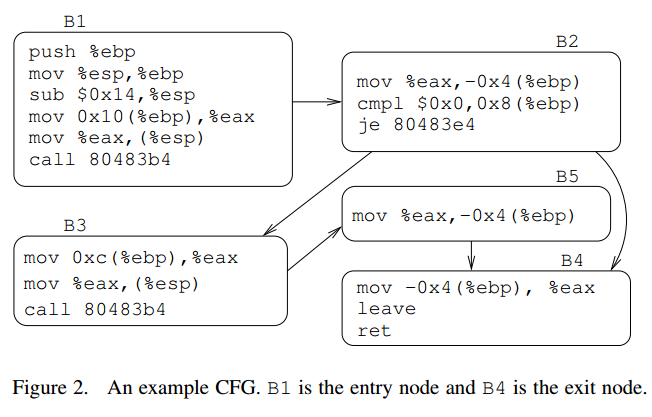 B1
push %ebp
mov %esp,%ebp
sub $0x14,%esp
mov 0x10(%ebp),%eax
mov %eax,(%esp)
call 80483b4
B2
mov %eax,-0x4(%ebp)
cmpl $0x0,0x8(%ebp)
je 80483e4
B3
mov 0xc(%ebp),%eax
mov %eax,(%esp)
call 80483b4
B5
mov %eax,-0x4(%ebp)
B4
mov -0x4(%ebp), %eax
leave
ret
Figure 2. An example CFG. B1 is the entry node and B4 is the exit node.